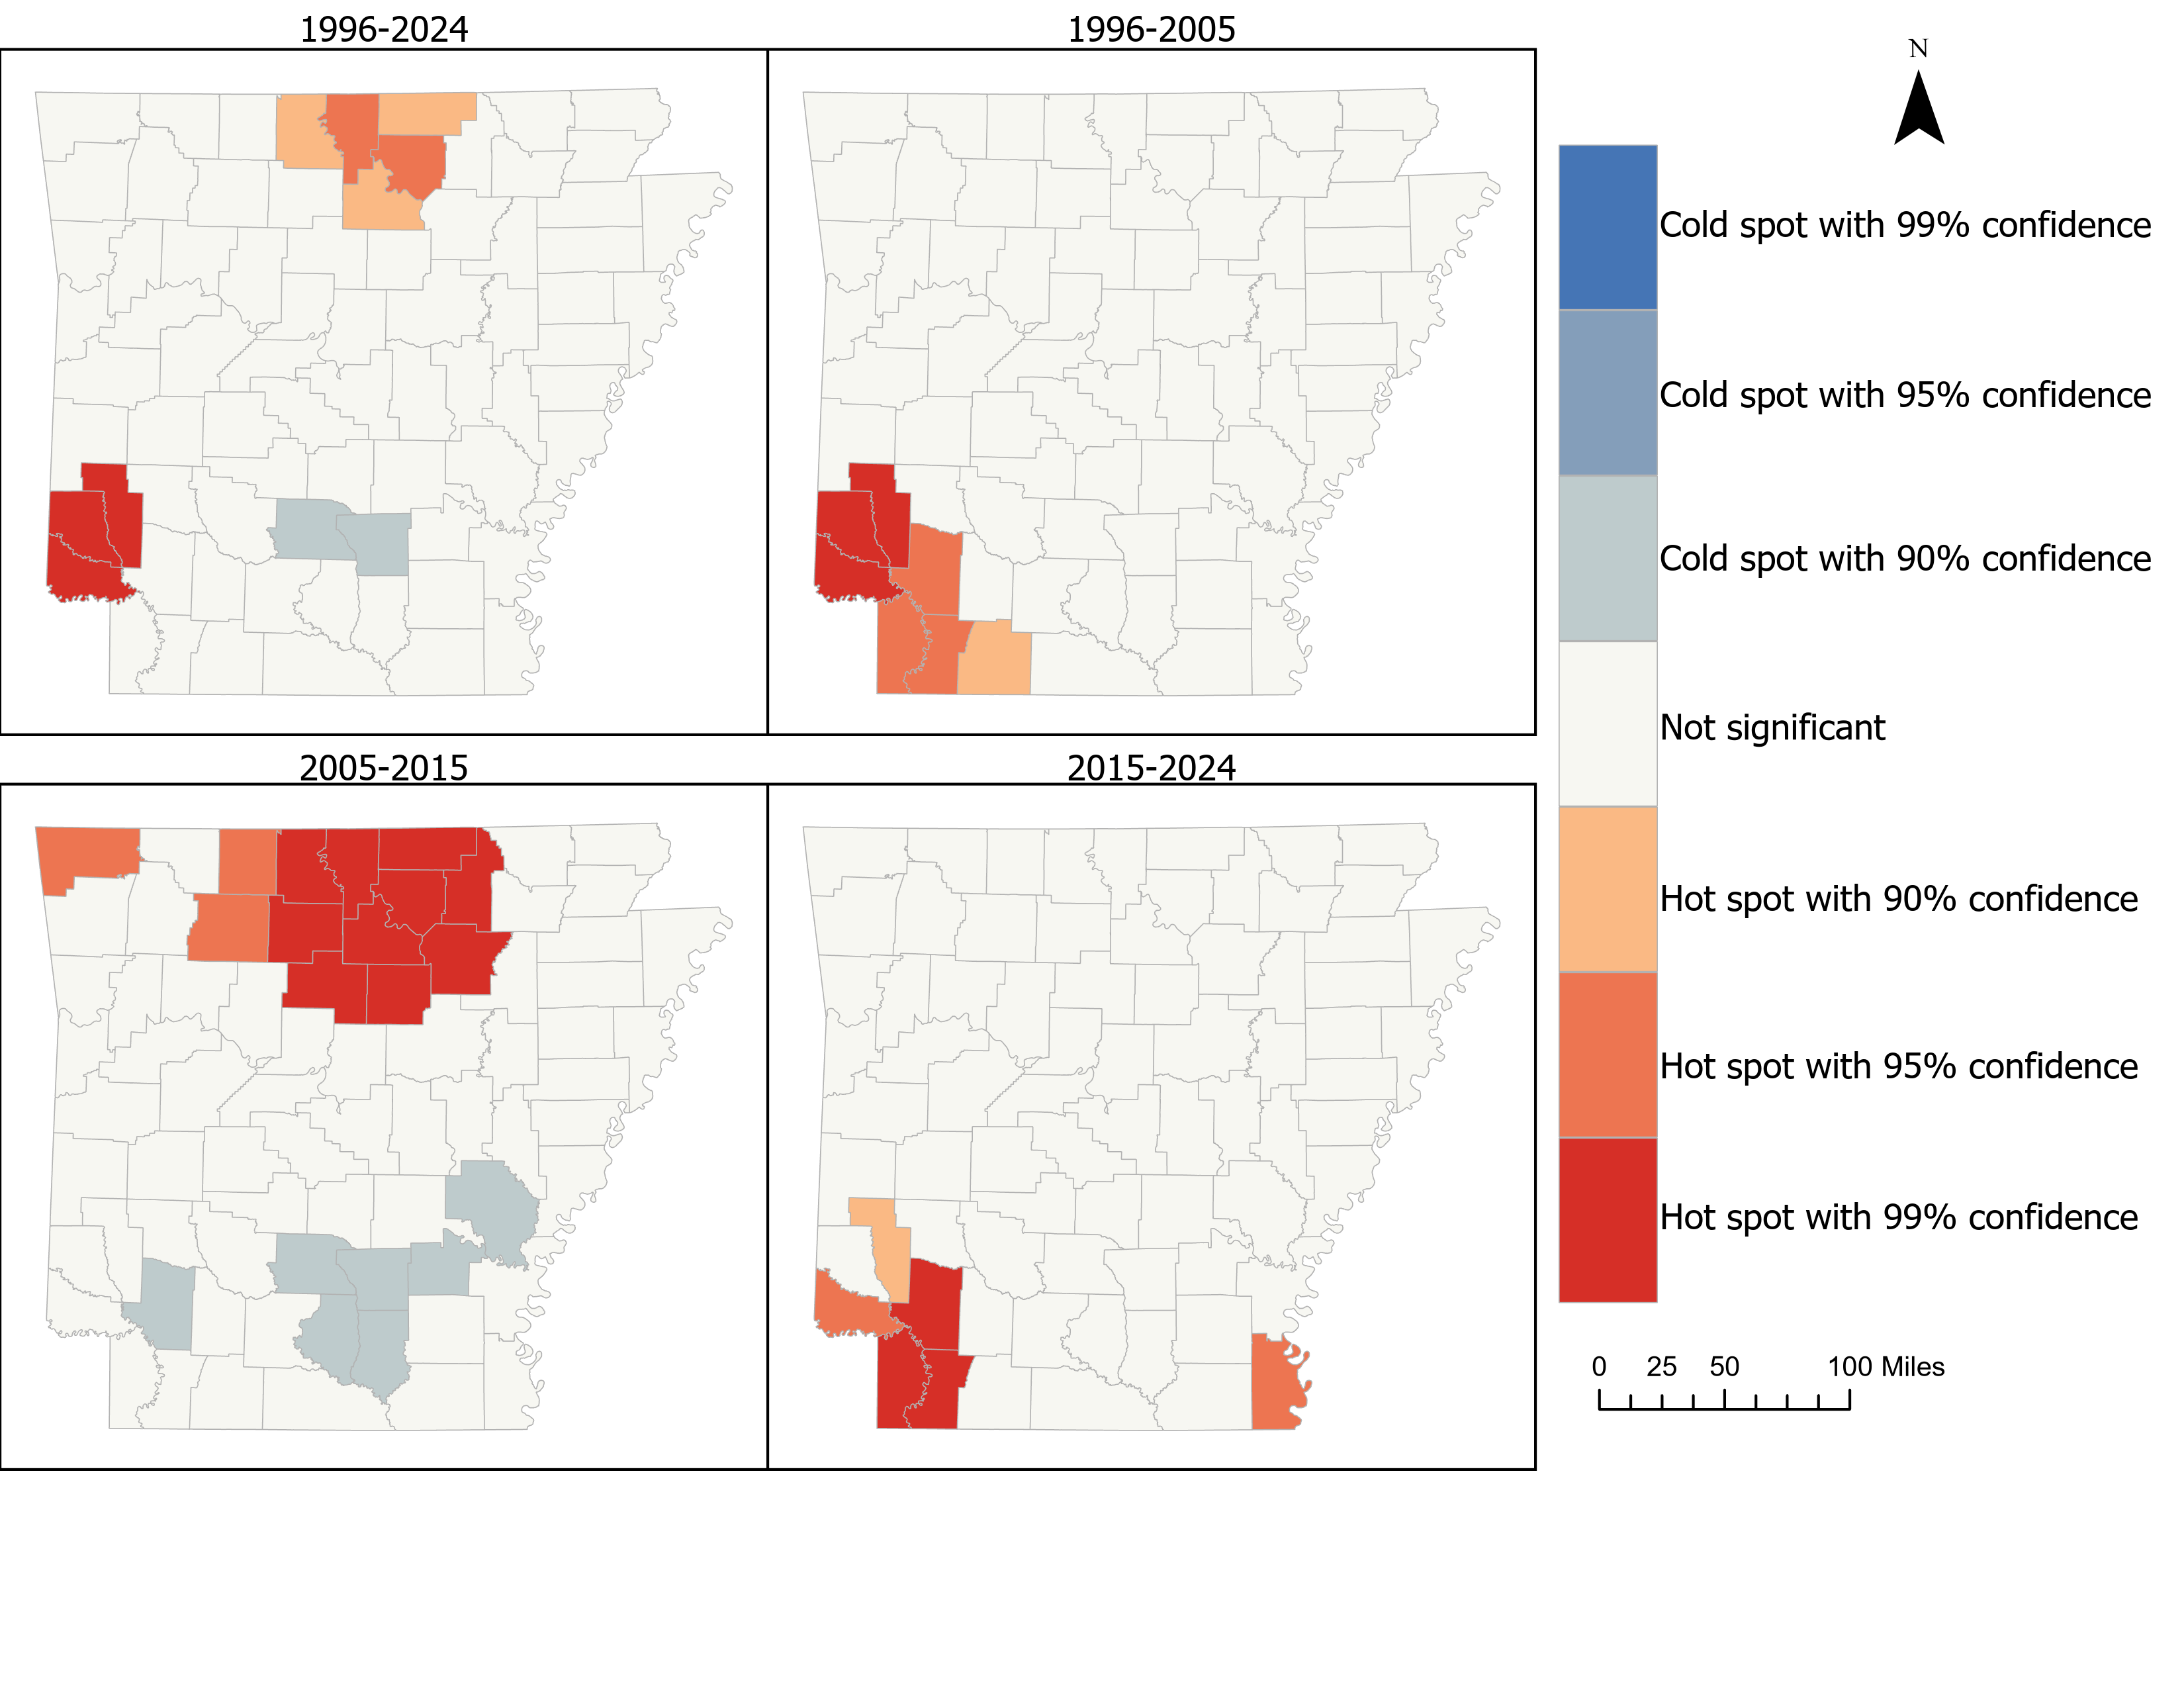 1996-2024
1996-2005
N
Cold spot with 99% confidence
Cold spot with 95% confidence
Cold spot with 90% confidence
Not significant
2005-2015
2015-2024
Hot spot with 90% confidence
Hot spot with 95% confidence
Hot spot with 99% confidence
0 25 50 100 Miles